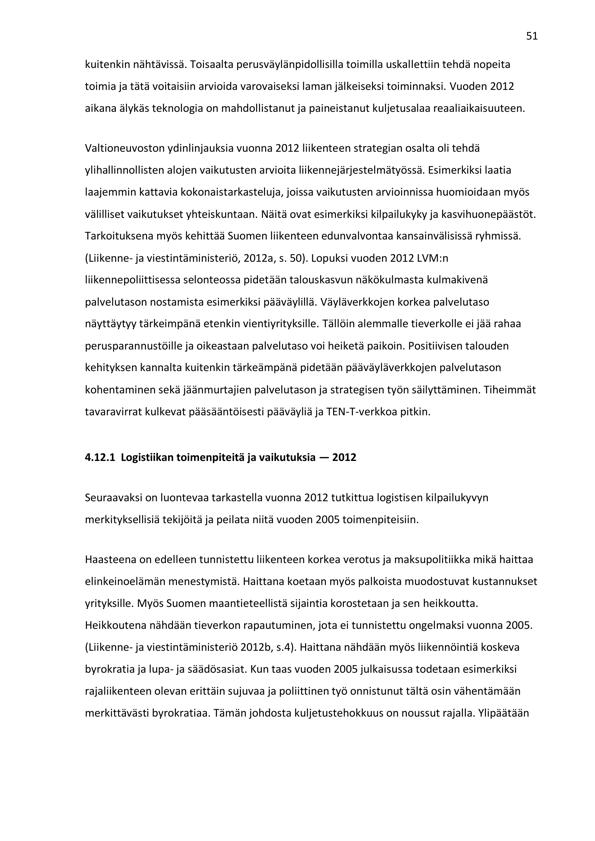 51
kuitenkin nähtävissä. Toisaalta perusväylänpidollisilla toimilla uskallettiin tehdä nopeita
toimia ja tätä voitaisiin arvioida varovaiseksi laman jälkeiseksi toiminnaksi. Vuoden 2012
aikana älykäs teknologia on mahdollistanut ja paineistanut kuljetusalaa reaaliaikaisuuteen.
Valtioneuvoston ydinlinjauksia vuonna 2012 liikenteen strategian osalta oli tehdä
ylihallinnollisten alojen vaikutusten arvioita liikennejärjestelmätyössä. Esimerkiksi laatia
laajemmin kattavia kokonaistarkasteluja, joissa vaikutusten arvioinnissa huomioidaan myös
välilliset vaikutukset yhteiskuntaan. Näitä ovat esimerkiksi kilpailukyky ja kasvihuonepäästöt.
Tarkoituksena myös kehittää Suomen liikenteen edunvalvontaa kansainvälisissä ryhmissä.
(Liikenne- ja viestintäministeriö, 2012a, s. 50). Lopuksi vuoden 2012 LVM:n
liikennepoliittisessa selonteossa pidetään talouskasvun näkökulmasta kulmakivenä
palvelutason nostamista esimerkiksi pääväylillä. Väyläverkkojen korkea palvelutaso
näyttäytyy tärkeimpänä etenkin vientiyrityksille. Tällöin alemmalle tieverkolle ei jää rahaa
perusparannustöille ja oikeastaan palvelutaso voi heiketä paikoin. Positiivisen talouden
kehityksen kannalta kuitenkin tärkeämpänä pidetään pääväyläverkkojen palvelutason
kohentaminen sekä jäänmurtajien palvelutason ja strategisen työn säilyttäminen. Tiheimmät
tavaravirrat kulkevat pääsääntöisesti pääväyliä ja TEN-T-verkkoa pitkin.
4.12.1 Logistiikan toimenpiteitä ja vaikutuksia — 2012
Seuraavaksi on luontevaa tarkastella vuonna 2012 tutkittua logistisen kilpailukyvyn
merkityksellisiä tekijöitä ja peilata niitä vuoden 2005 toimenpiteisiin.
Haasteena on edelleen tunnistettu liikenteen korkea verotus ja maksupolitiikka mikä haittaa
elinkeinoelämän menestymistä. Haittana koetaan myös palkoista muodostuvat kustannukset
yrityksille. Myös Suomen maantieteellistä sijaintia korostetaan ja sen heikkoutta.
Heikkoutena nähdään tieverkon rapautuminen, jota ei tunnistettu ongelmaksi vuonna 2005.
(Liikenne- ja viestintäministeriö 2012b, s.4). Haittana nähdään myös liikennöintiä koskeva
byrokratia ja lupa- ja säädösasiat. Kun taas vuoden 2005 julkaisussa todetaan esimerkiksi
rajaliikenteen olevan erittäin sujuvaa ja poliittinen työ onnistunut tältä osin vähentämään
merkittävästi byrokratiaa. Tämän johdosta kuljetustehokkuus on noussut rajalla. Ylipäätään